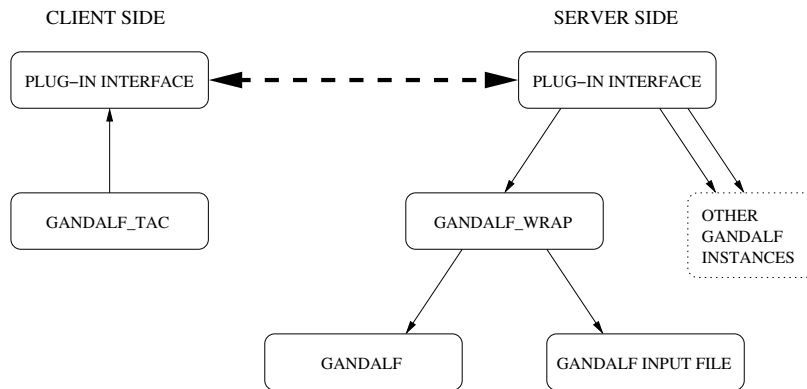 CLIENT SIDE
SERVER SIDE
PLUG−IN INTERFACE
PLUG−IN INTERFACE
GANDALF_TAC
GANDALF_WRAP
OTHER
GANDALF
INSTANCES
GANDALF
GANDALF INPUT FILE